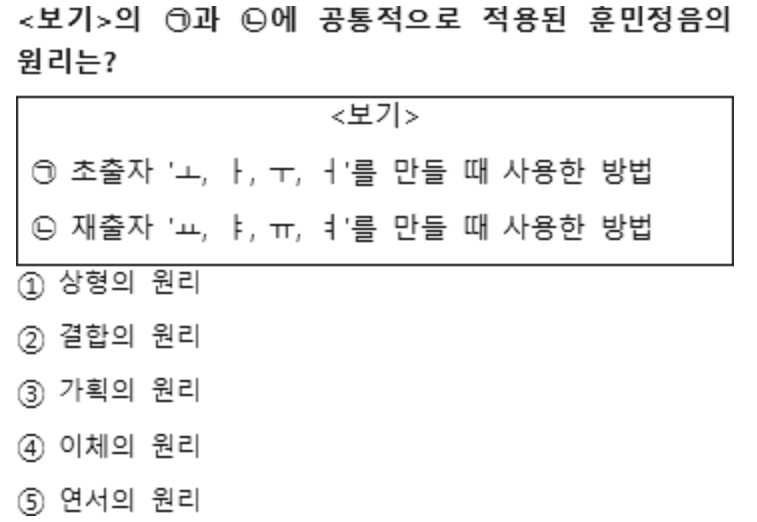 <보기>의 ㉠과 ㉡에 공통적으로 적용된 훈민정음의
원리는?
<보기>
㉠ 초출자 'ㅗ, ㅏ, ㅜ, ㅓ'를 만들 때 사용한 방법
㉡ 재출자 'ㅛ, ㅑ, ㅠ, ㅕ'를 만들 때 사용한 방법
① 상형의 원리
② 결합의 원리
③ 가획의 원리
④ 이체의 원리
⑤ 연서의 원리